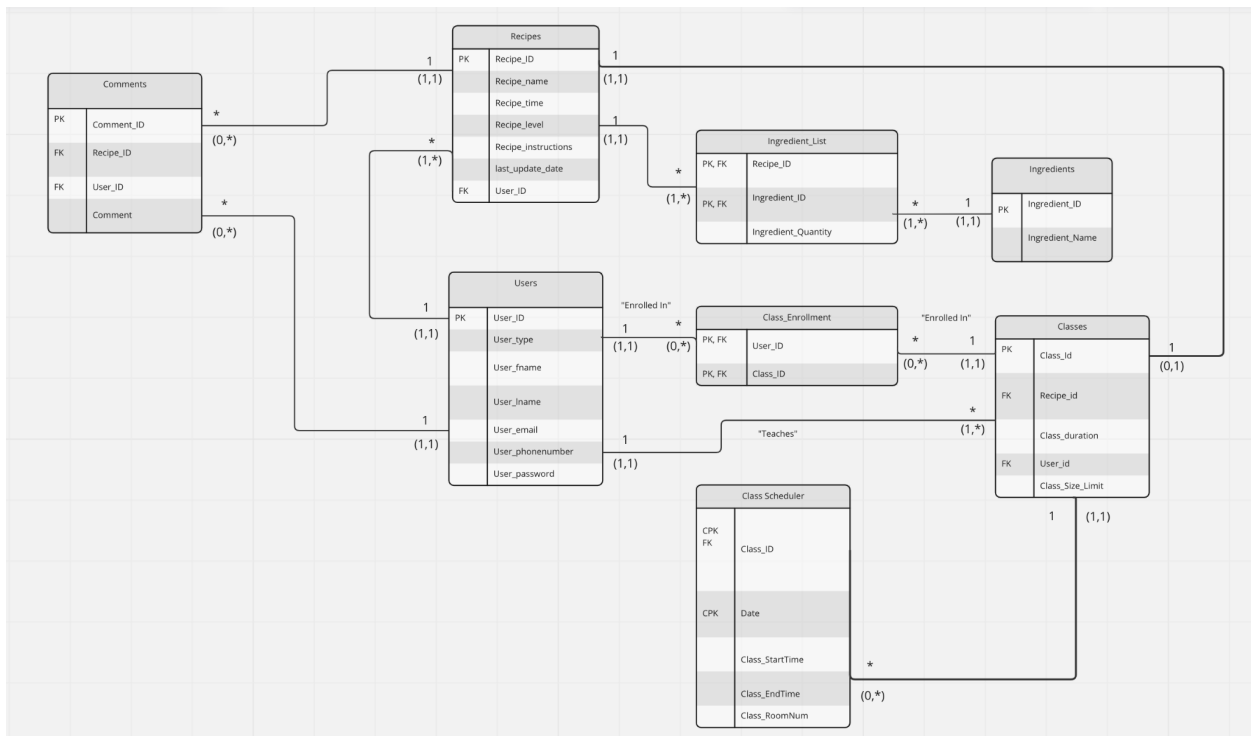 Recipes
PK Recipe_ID
Recipe_name
Recipe_time
Recipe_level
Recipe_instructions
last_update_date
FK User_ID
1
(1,1)
1
(1,1)
1
(1,1)
*
(1,*)
Comments
PK Comment_ID
FK Recipe_ID
FK User_ID
Comment
*
(0,*)
*
(0,*)
Ingredient_List
PK, FK Recipe_ID
PK, FK Ingredient_ID
Ingredient_Quantity
*
(1,*)
*
(1,*)
1
(1,1)
Ingredients
PK Ingredient_ID
Ingredient_Name
Users
PK User_ID
User_type
User_fname
User_lname
User_email
User_phonenumber
User_password
1
(1,1)
1
(1,1)
"Enrolled In"
1
(1,1)
*
(0,*)
1
(1,1)
"Teaches"
*
(1,*)
Class_Enrollment
PK, FK User_ID
PK, FK Class_ID
"Enrolled In"
*
(0,*)
1
(1,1)
Classes
PK Class_Id
FK Recipe_id
Class_duration
FK User_id
Class_Size_Limit
1
(0,1)
1 (1,1)
Class Scheduler
CPK
FK Class_ID
CPK Date
Class_StartTime
Class_EndTime
Class_RoomNum
*
(0,*)